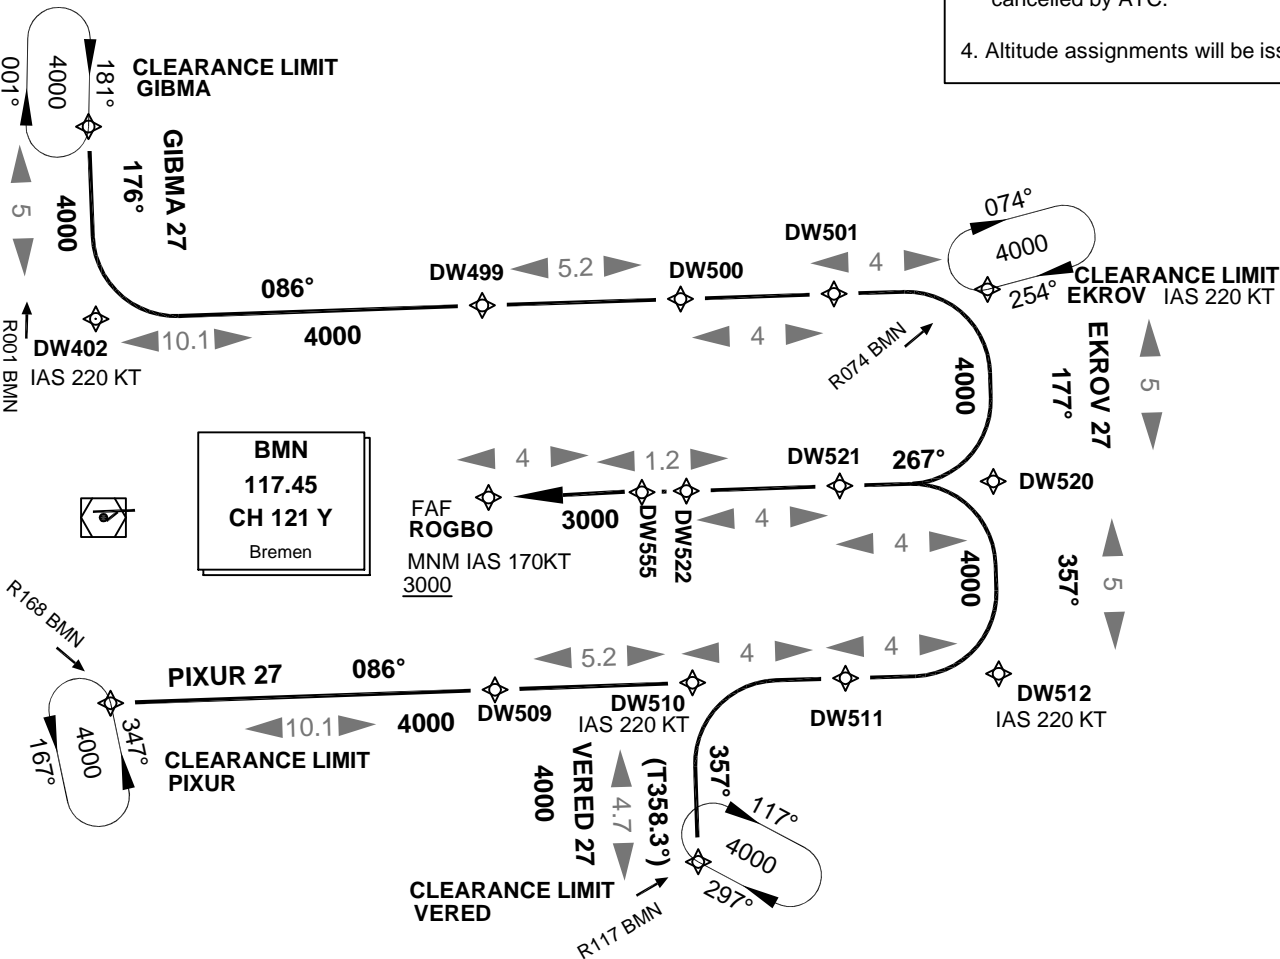 cancelled by ATC.
4. Altitude assignments will be iss
CLEARANCE LIMIT
GIBMA
4000
181°
001°
GIBMA 27
176°
4000
5
R001 BMN
DW402
IAS 220 KT
10.1
086°
4000
DW499
5.2
DW500
4
DW501
4
R074 BMN
074°
4000
254°
CLEARANCE LIMIT
EKROV IAS 220 KT
EKROV 27
177°
5
4000
BMN
117.45
CH 121 Y
Bremen
4
1.2
DW521
267°
DW520
FAF
ROGBO
MNM IAS 170KT
3000
3000
DW555
DW522
4
4
4000
357°
5
R168 BMN
PIXUR 27
086°
10.1
4000
DW509
5.2
4
4
DW510
IAS 220 KT
DW511
DW512
IAS 220 KT
347°
4000
167°
CLEARANCE LIMIT
PIXUR
VERED 27
4000
4.7
(T358.3°)
357°
117°
4000
297°
CLEARANCE LIMIT
VERED
R117 BMN